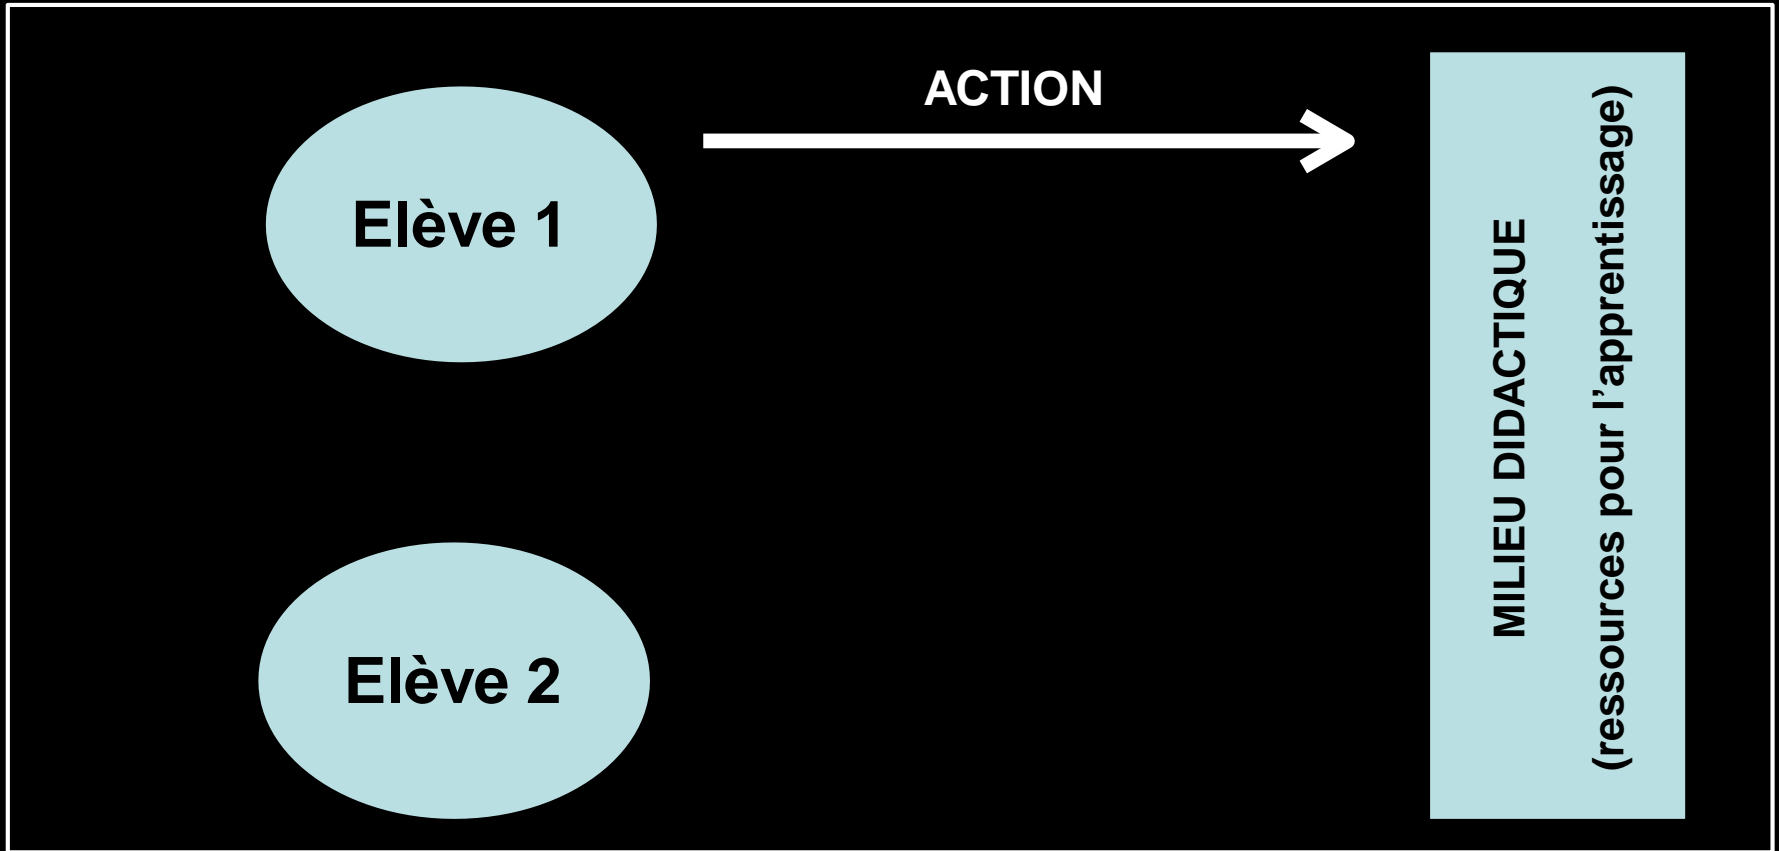 ACTION
Elève 1
Elève 2
MILIEU DIDACTIQUE
(ressources pour l’apprentissage)